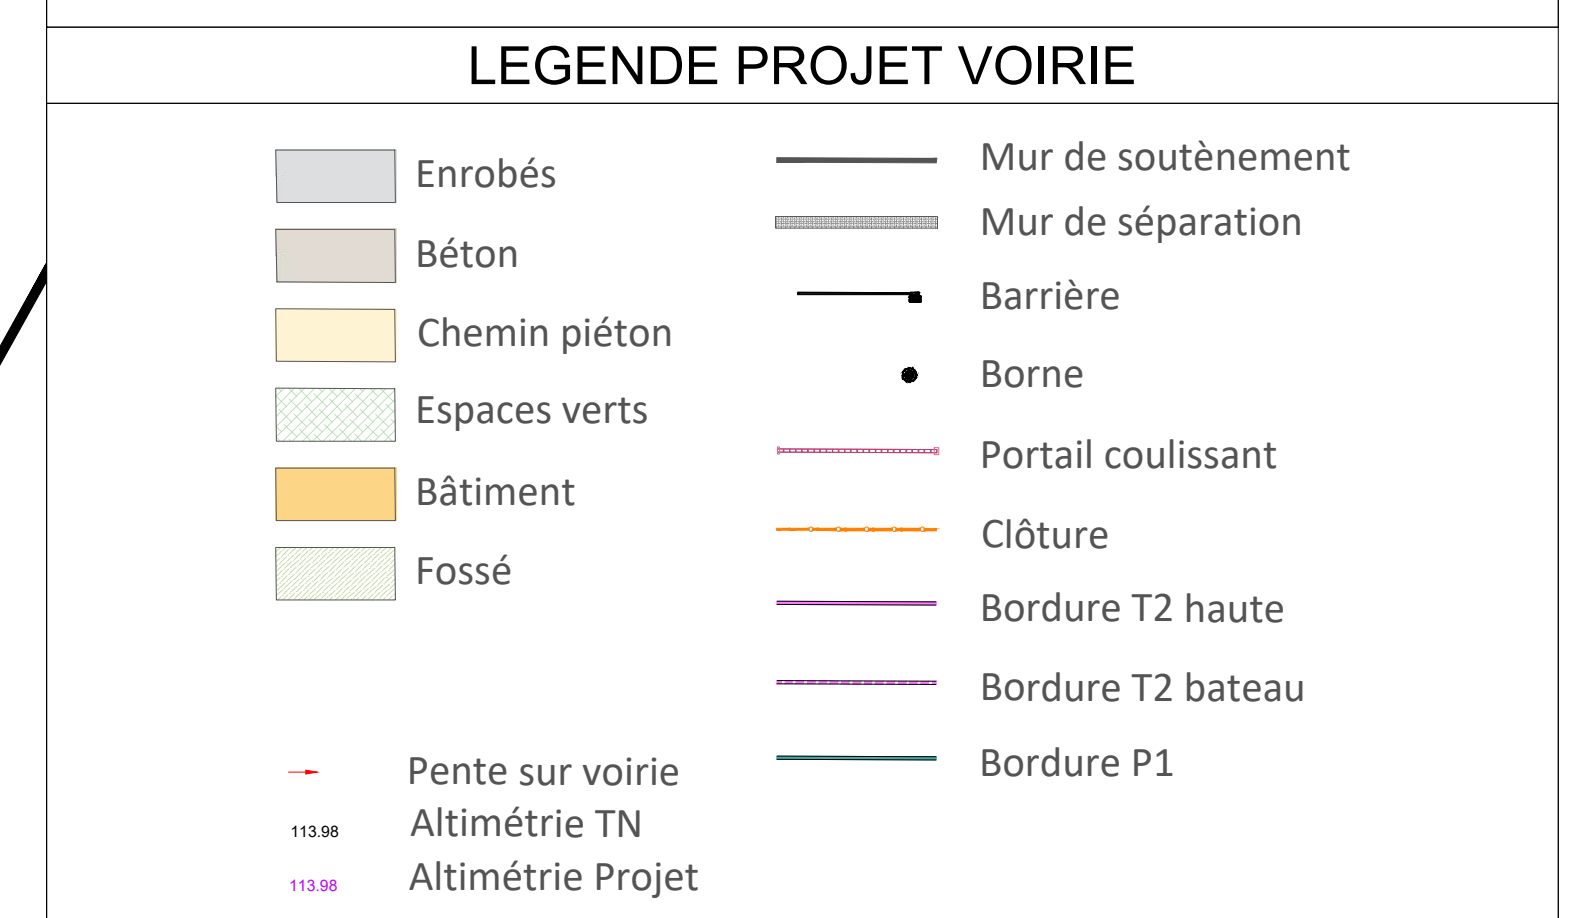 LEGENDE PROJET VOIRIE
Enrobés
Béton
Chemin piéton
Espaces verts
Bâtiment
Fossé
Pente sur voirie
113.98 Altimétrie TN
113.98 Altimétrie Projet
Mur de soutènement
Mur de séparation
Barrière
Borne
Portail coulissant
Clôture
Bordure T2 haute
Bordure T2 bateau
Bordure P1